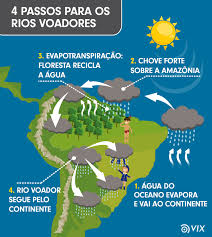 4 PASSOS PARA OS
RIOS VOADORES
3. EVAPOTRANSPIRAÇÃO:
FLORESTA RECICLA
A ÁGUA
2. CHOVE FORTE
SOBRE A AMAZÔNIA
4. RIO VOADOR
SEGUE PELO
CONTINENTE
1. ÁGUA DO
OCEANO EVAPORA
E VAI AO CONTINENTE
VIX